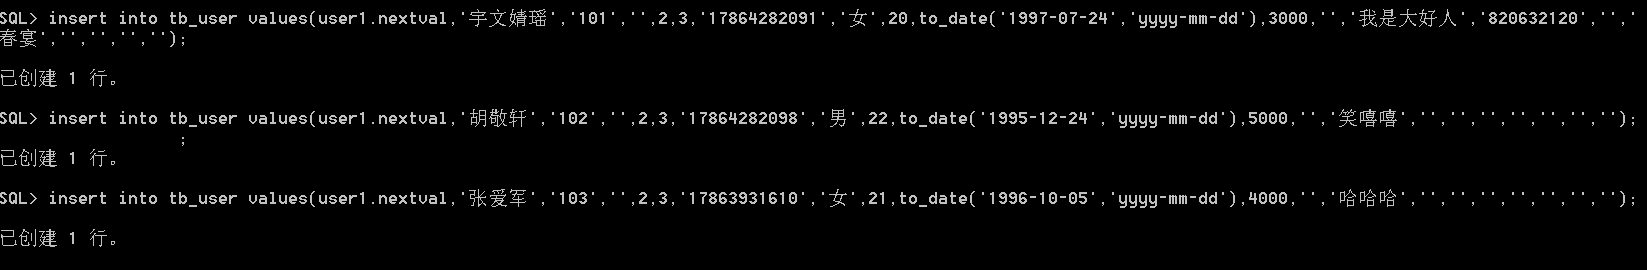 SQL> insert into tb_user values(user1.nextval,'宇文婧瑶','101','',2,3,'17864282091','女',20,to_date('1997-07-24','yyyy-mm-dd'),3000,'','我是大好人','820632120','','
春宴','','','','');
已创建 1 行。
SQL> insert into tb_user values(user1.nextval,'胡敬轩','102','',2,3,'17864282098','男',22,to_date('1995-12-24','yyyy-mm-dd'),5000,'','笑嘻嘻','','','','','','','');
;
已创建 1 行。
SQL> insert into tb_user values(user1.nextval,'张爱军','103','',2,3,'17863931610','女',21,to_date('1996-10-05','yyyy-mm-dd'),4000,'','哈哈哈','','','','','','','');
已创建 1 行。